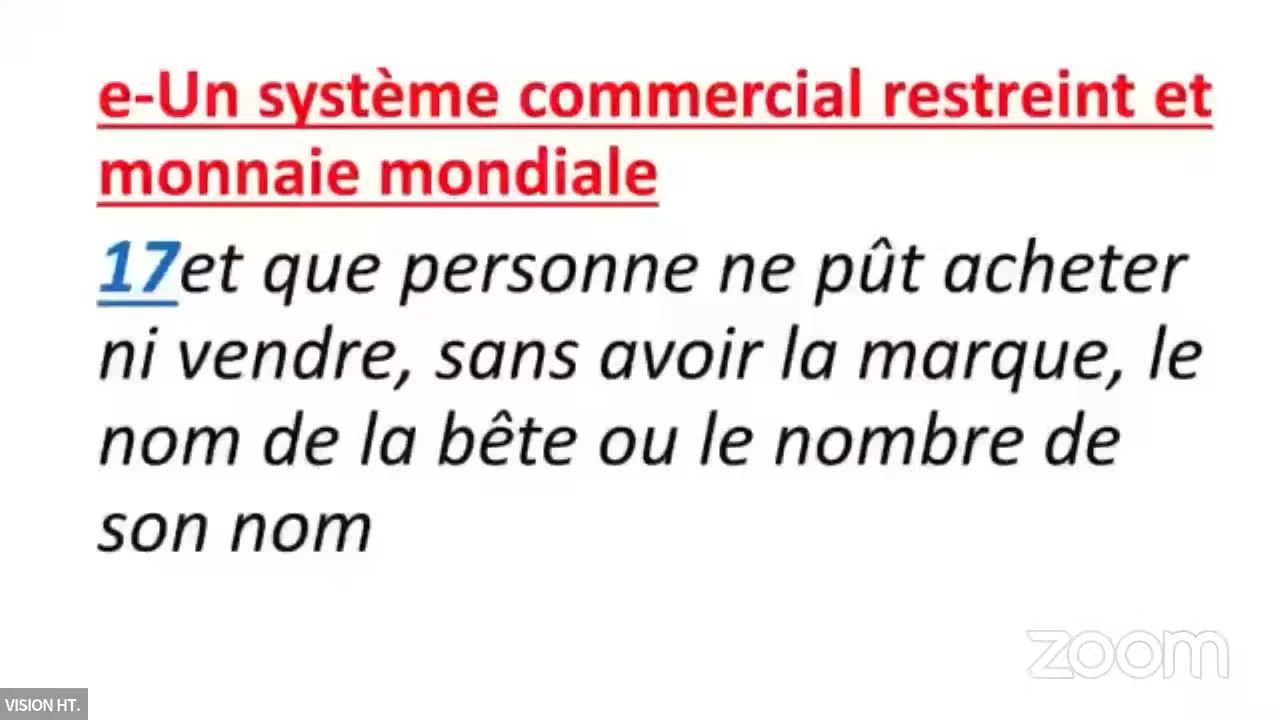 e-Un système commercial restreint et
monnaie mondiale
17et que personne ne pût acheter
ni vendre, sans avoir la marque, le
nom de la bête ou le nombre de
son nom
zoom
VISION HT.